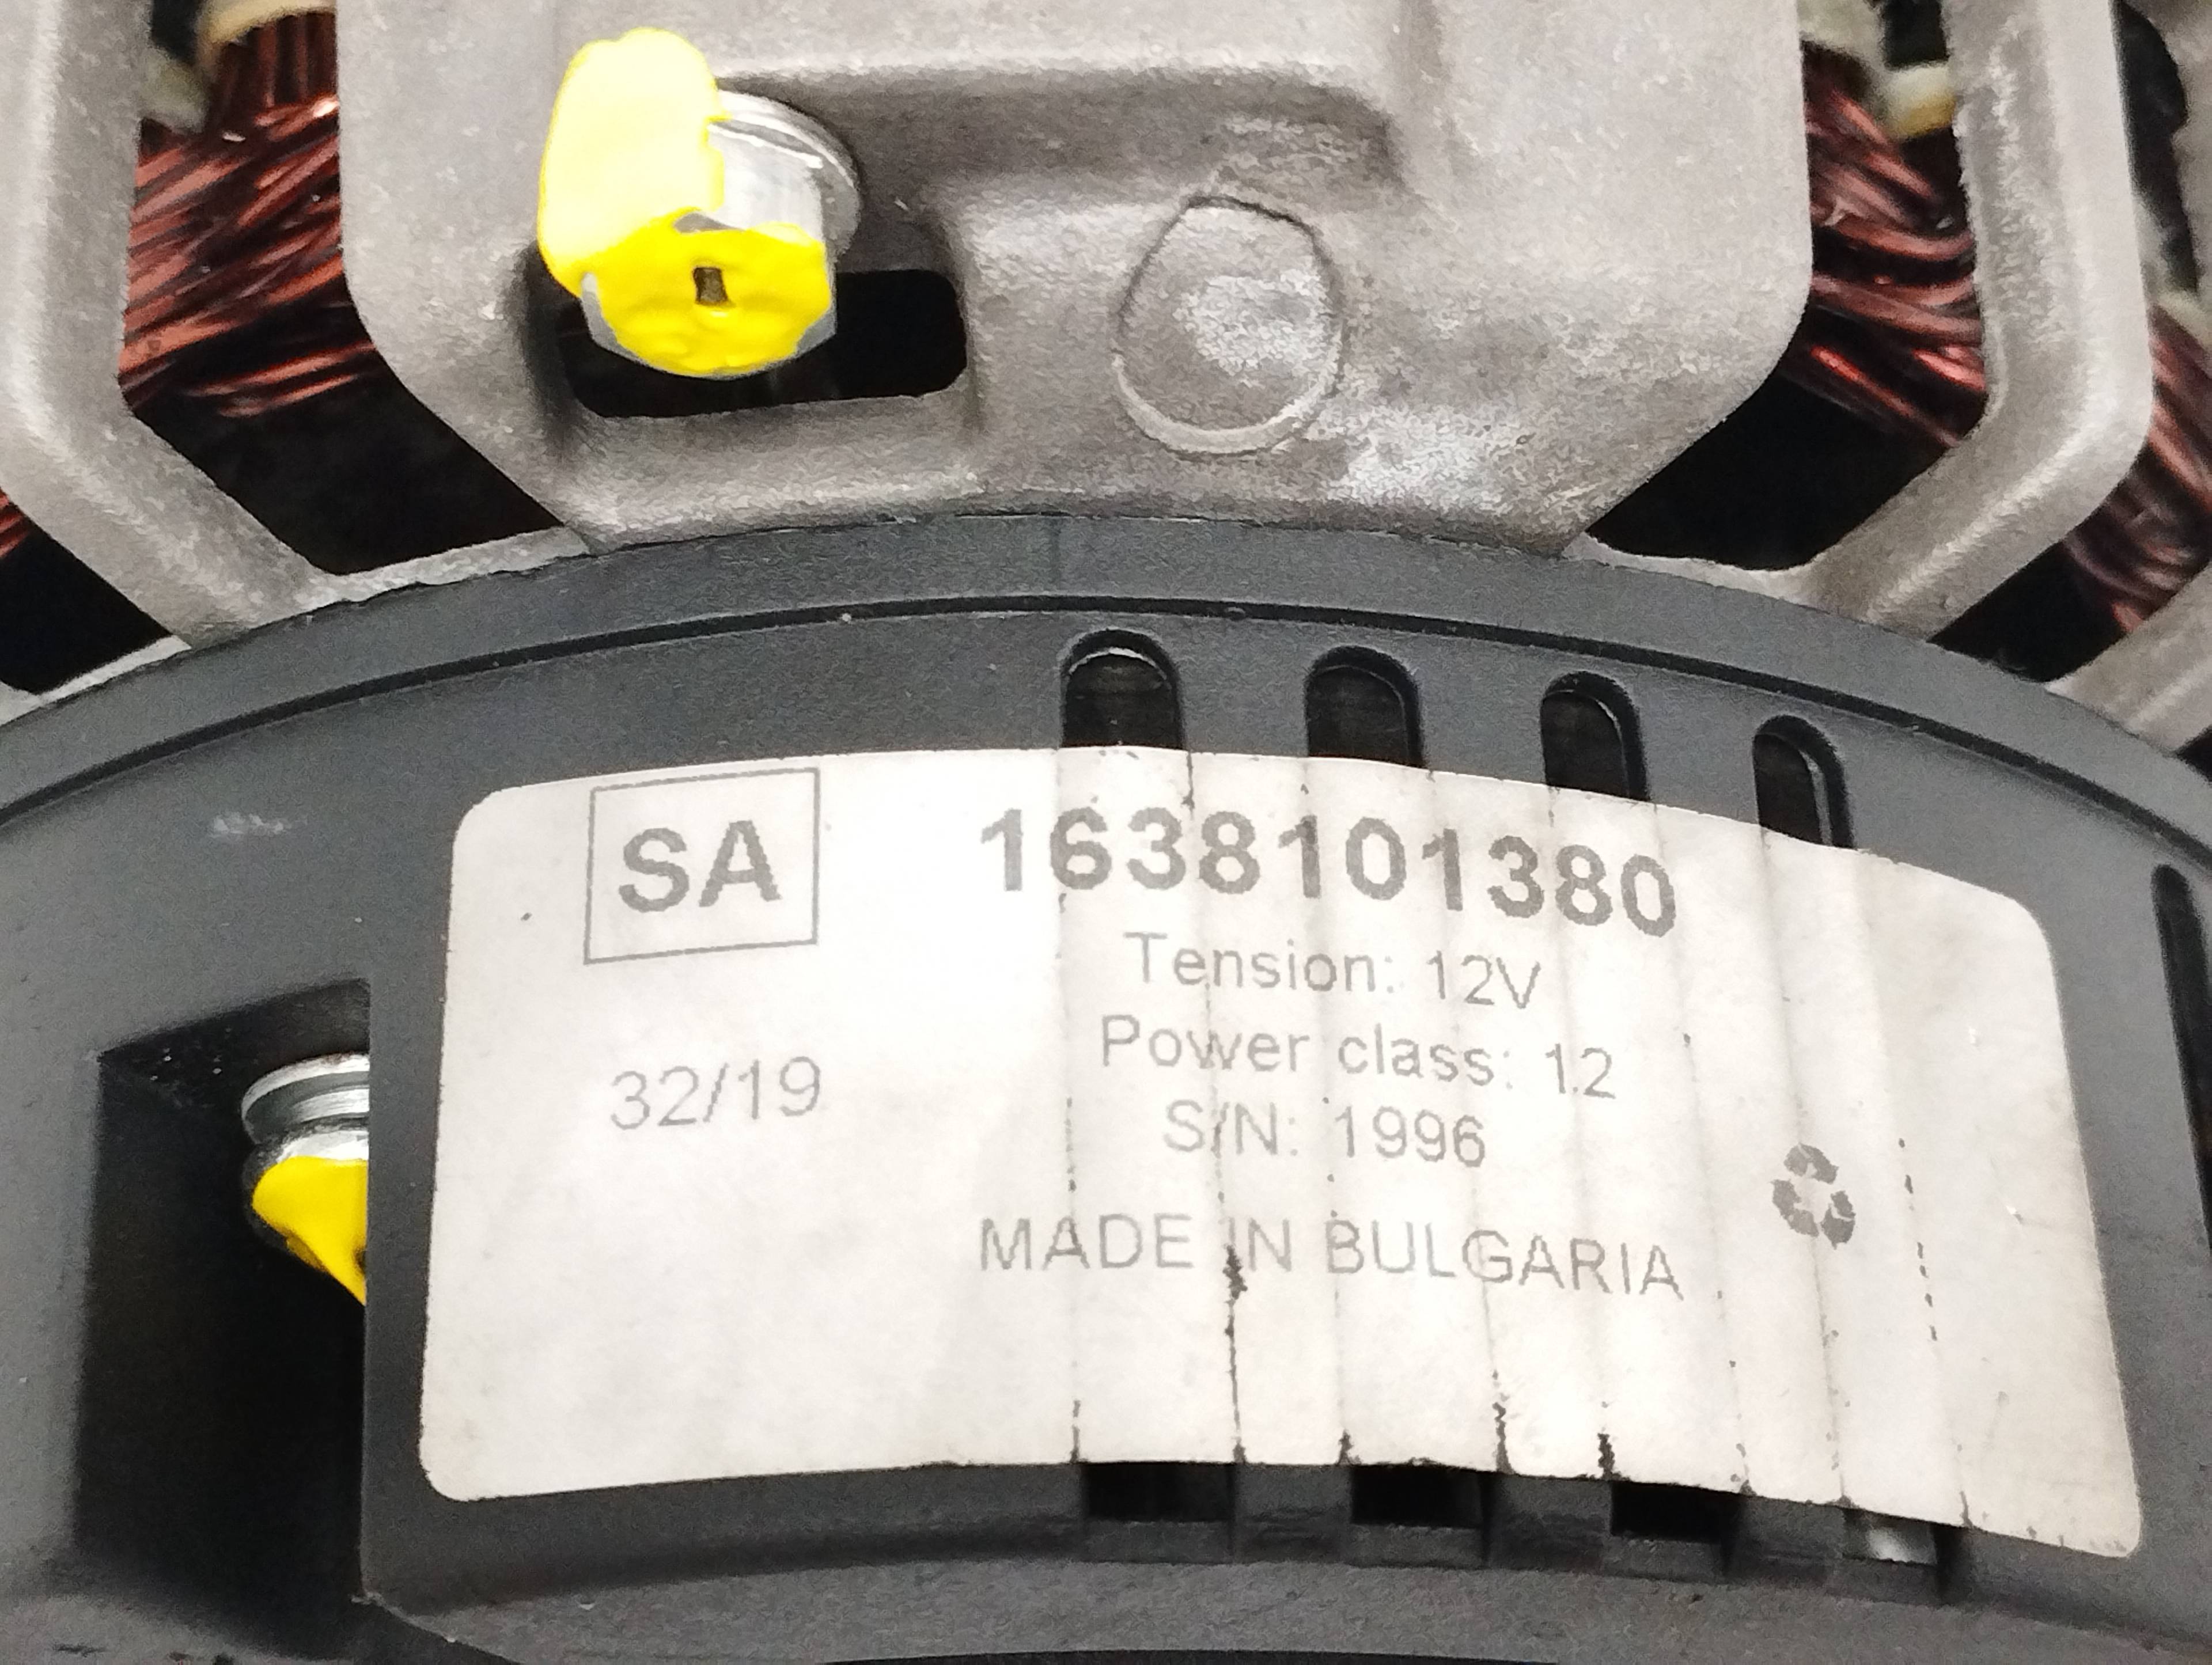 SA
1638101380
Tension: 12V
Power class: 12
32/19
S/N: 1996
MADE IN BULGARIA